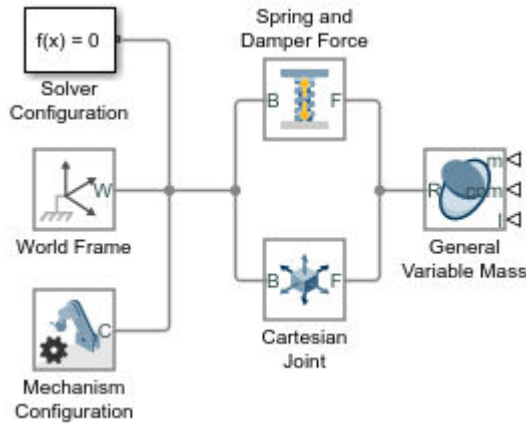 f(x) = 0
Solver
Configuration
W
World Frame
C
Mechanism
Configuration
Spring and
Damper Force
B
F
B
F
Cartesian
Joint
R
m
com
I
General
Variable Mass